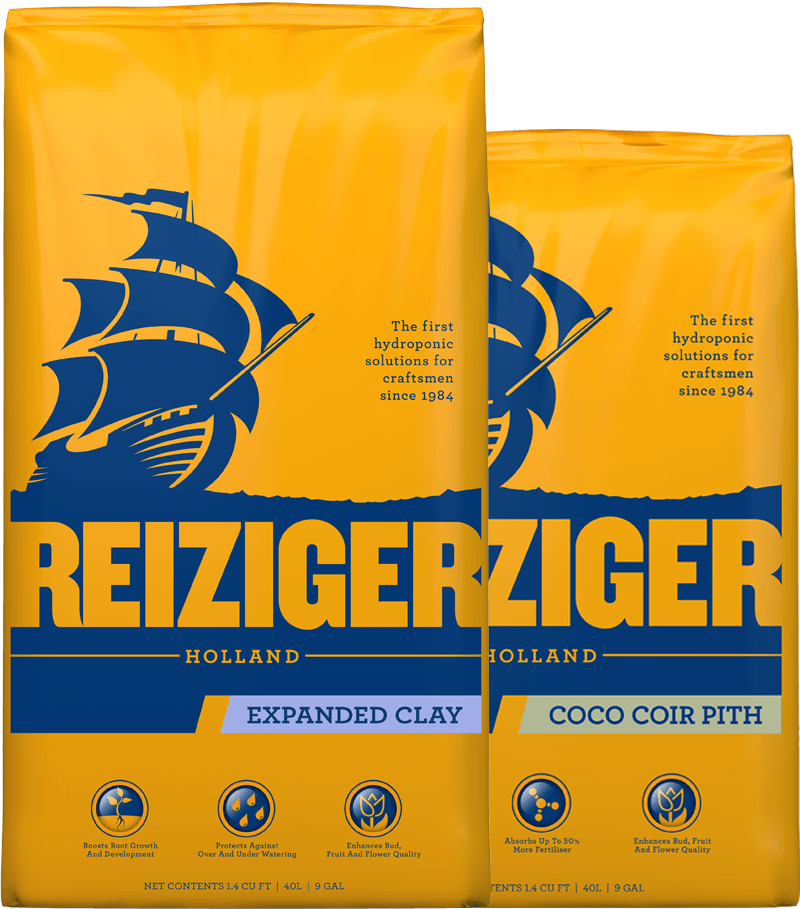 The first
hydroponic
solutions for
craftsmen
since 1984
REIZIGER
HOLLAND
EXPANDED CLAY
Boosts Root Growth
And Development
Protects Against
Over And Under Watering
Enhances Bud,
Fruit And Flower Quality
NET CONTENTS 1.4 CU FT | 40L | 9 GAL
The first
hydroponic
solutions for
craftsmen
since 1984
ZIGER
HOLLAND
COCO COIR PITH
Absorbs Up To 50%
More Fertiliser
Enhances Bud, Fruit
And Flower Quality
TENTS 1.4 CU FT | 40L | 9 GAL